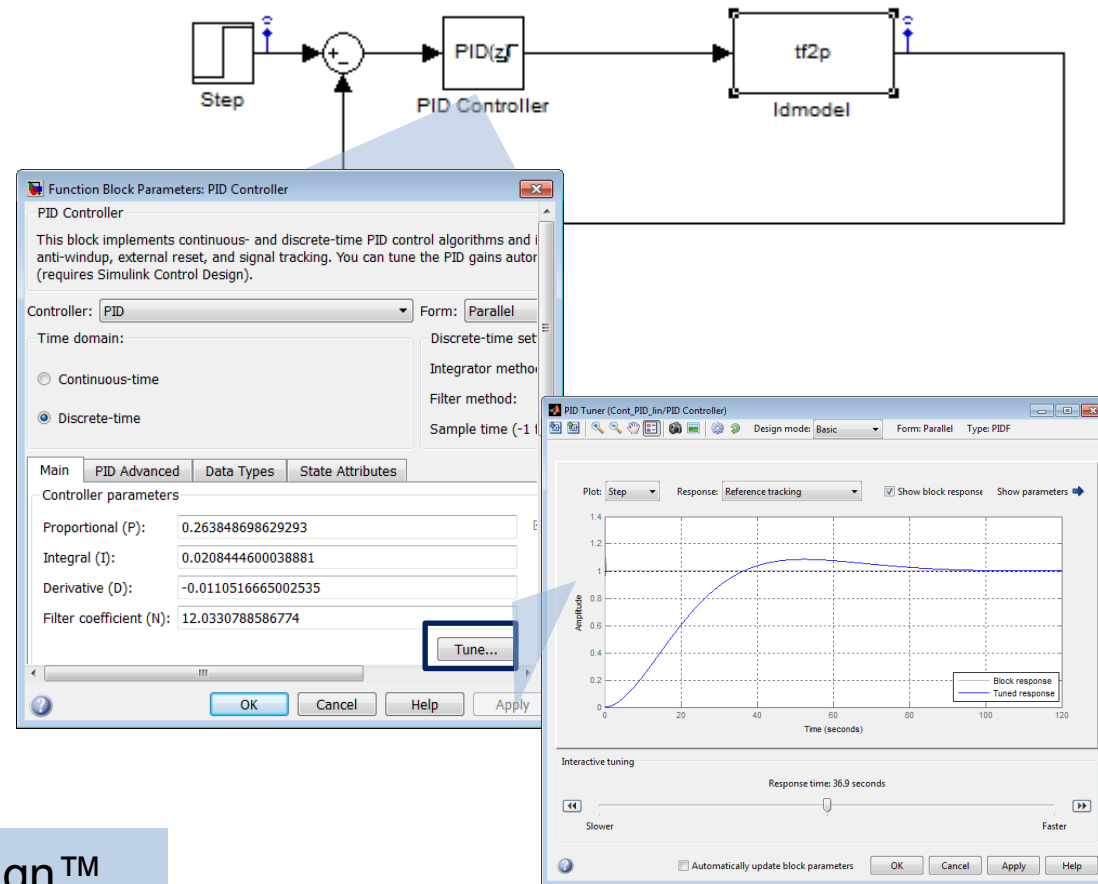 PID(z)
tf2p
Step
PID Controller
Idmodel
Function Block Parameters: PID Controller
PID Controller
This block implements continuous- and discrete-time PID control algorithms and
anti-windup, external reset, and signal tracking. You can tune the PID gains
(requires Simulink Control Design).
Controller: PID Form: Parallel
Time domain:
Discrete-time
Continuous-time
Integrator
Filter method:
Discrete-time
Sample time (-1
Main PID Advanced Data Types State Attributes
Controller parameters
Proportional (P): 0.263848698629293
Integral (I): 0.0208444600038881
Derivative (D): -0.0110516665002535
Filter coefficient (N): 12.0330788586774
Tune...
OK Cancel Help Apply
PID Tuner (Cont_PID_lin/PID Controller)
Design mode: Basic Form: Parallel Type: PIDF
Plot: Step Response: Reference tracking Show block response Show parameters
1.4
1.2
1
0.8
0.6
0.4
0.2
0
Amplitude
Block response
Tuned response
0 20 40 60 80 100 120
Time (seconds)
Interactive tuning
Response time: 36.9 seconds
Slower Faster
Automatically update block parameters OK Cancel Apply Help